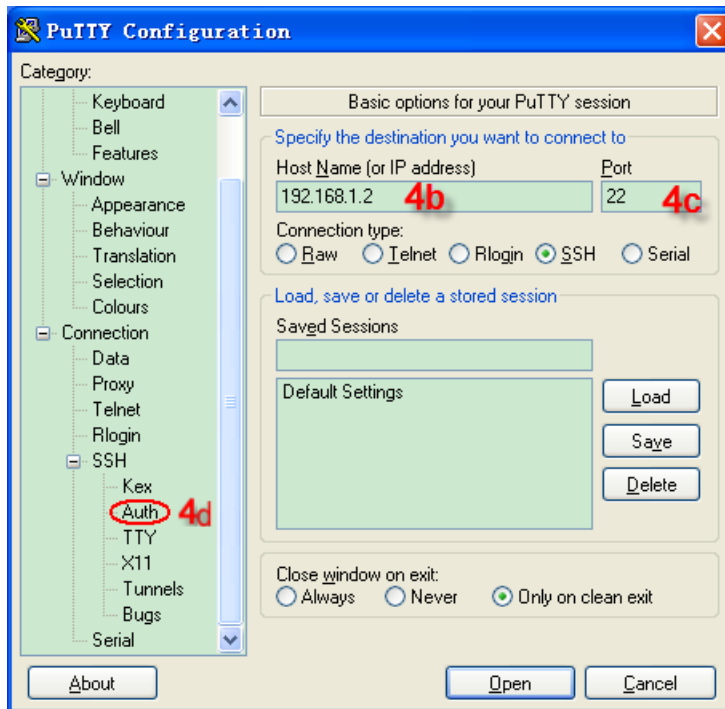 PuTTY Configuration
Category:
Keyboard
Bell
Features
Window
Appearance
Behaviour
Translation
Selection
Colours
Connection
Data
Proxy
Telnet
Rlogin
SSH
Kex
Auth 4d
TTY
X11
Tunnels
Bugs
Serial
Basic options for your PuTTY session
Specify the destination you want to connect to
Host Name (or IP address) Port
192.168.1.2 4b 22 4c
Connection type:
Raw Telnet Rlogin SSH Serial
Load, save or delete a stored session
Saved Sessions
Default Settings
Load
Save
Delete
Close window on exit:
Always Never Only on clean exit
About Open Cancel